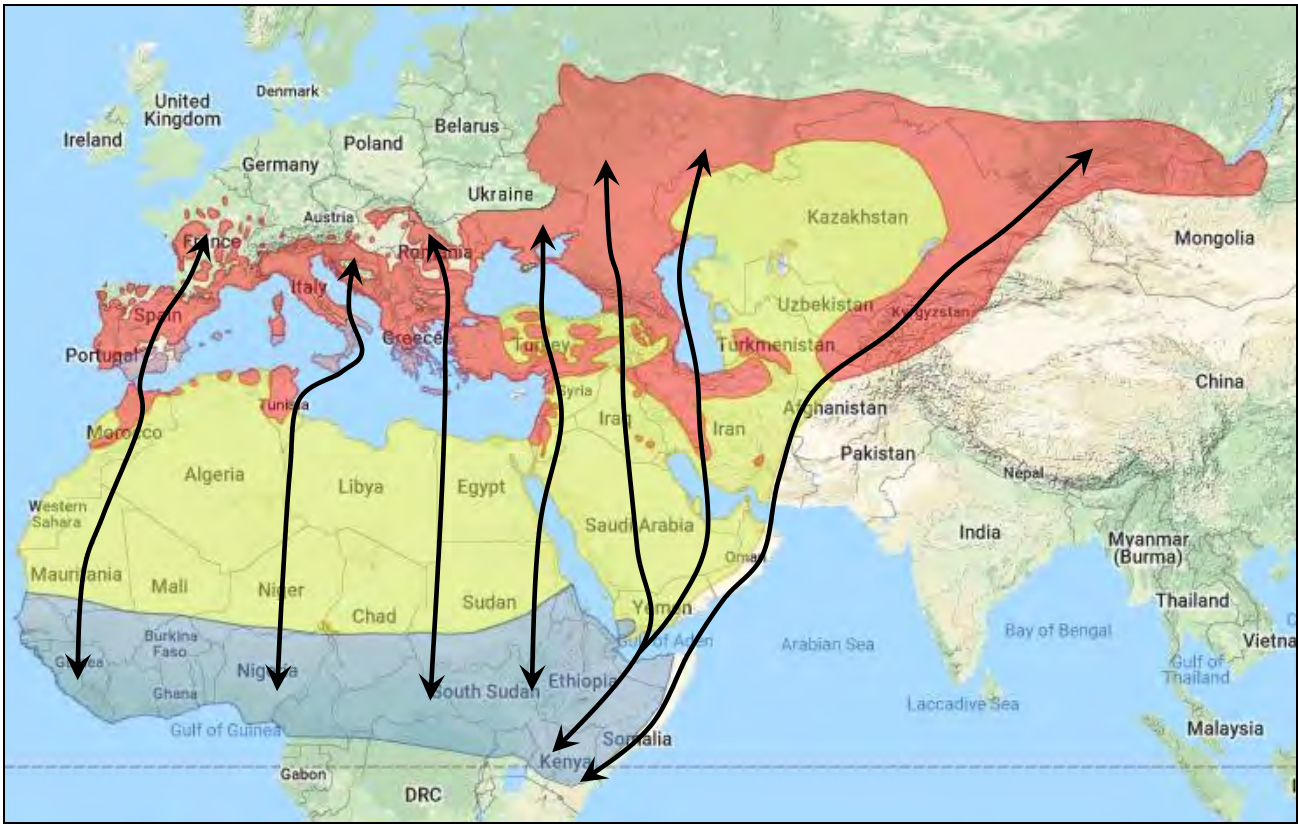 Denmark
United
Kingdom
Ireland
Belarus
Poland
Germany
Ukraine
Austria
France
Kazakhstan
Mongolia
Romania
Italy
Uzbekistan
Spain
Kyrgyzstan
Greece
Turkey
Turkmenistan
Portugal
China
Syria
Tunisia
Afghanistan
Iraq
Iran
Morocco
Pakistan
Nepal
Algeria
Libya
Egypt
Western
Sahara
Saudi Arabia
India
Myanmar
(Burma)
Oman
Mauritania
Mali
Niger
Chad
Sudan
Yemen
Thailand
Gulf of Aden
Arabian Sea
Bay of Bengal
Vietna
Burkina
Faso
Guinea
Nigeria
Ghana
South Sudan
Ethiopia
Gulf of
Thailand
Laccadive Sea
Gulf of Guinea
Somalia
Malaysia
Kenya
Gabon
DRC